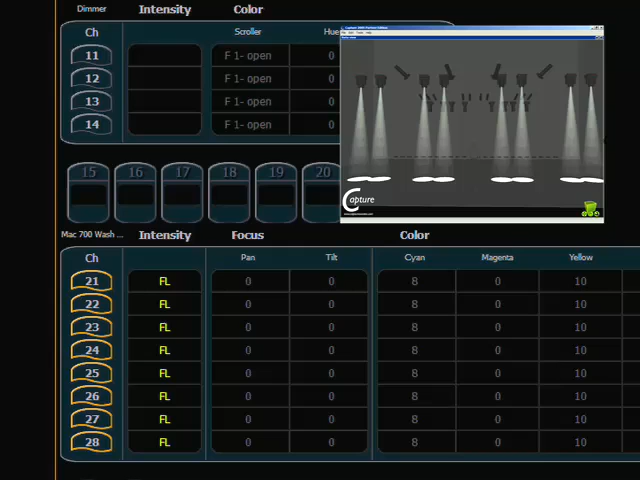 Dimmer Intensity Color
Ch Scroller Hue
11 F 1- open 0
12 F 1- open 0
13 F 1- open 0
14 F 1- open 0
Capture
15 16 17 18 19 20
Mac 700 Wash ... Intensity Focus Color
Ch Pan Tilt Cyan Magenta Yellow
21 FL 0 0 8 0 10
22 FL 0 0 8 0 10
23 FL 0 0 8 0 10
24 FL 0 0 8 0 10
25 FL 0 0 8 0 10
26 FL 0 0 8 0 10
27 FL 0 0 8 0 10
28 FL 0 0 8 0 10